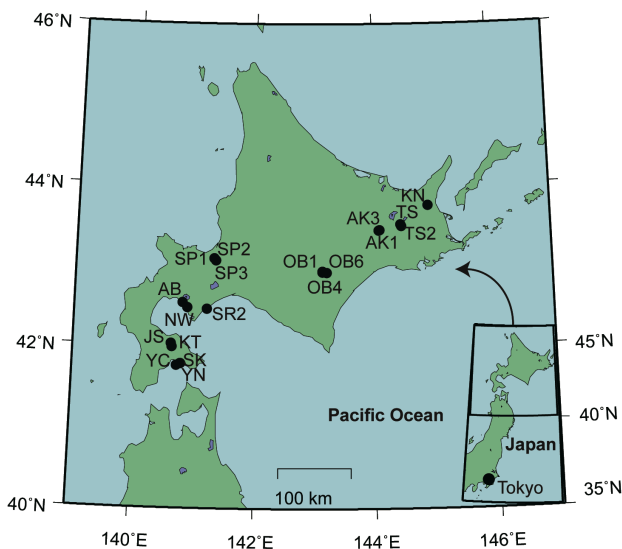 46°N
44°N
KN
TS
AK3
TS2
AK1
SP2
SP1
SP3
OB1 OB6
OB4
AB
NW
SR2
42°N
JS
KT
YC
SK
YN
45°N
40°N
Pacific Ocean
Japan
Tokyo
35°N
100 km
40°N
140°E
142°E
144°E
146°E